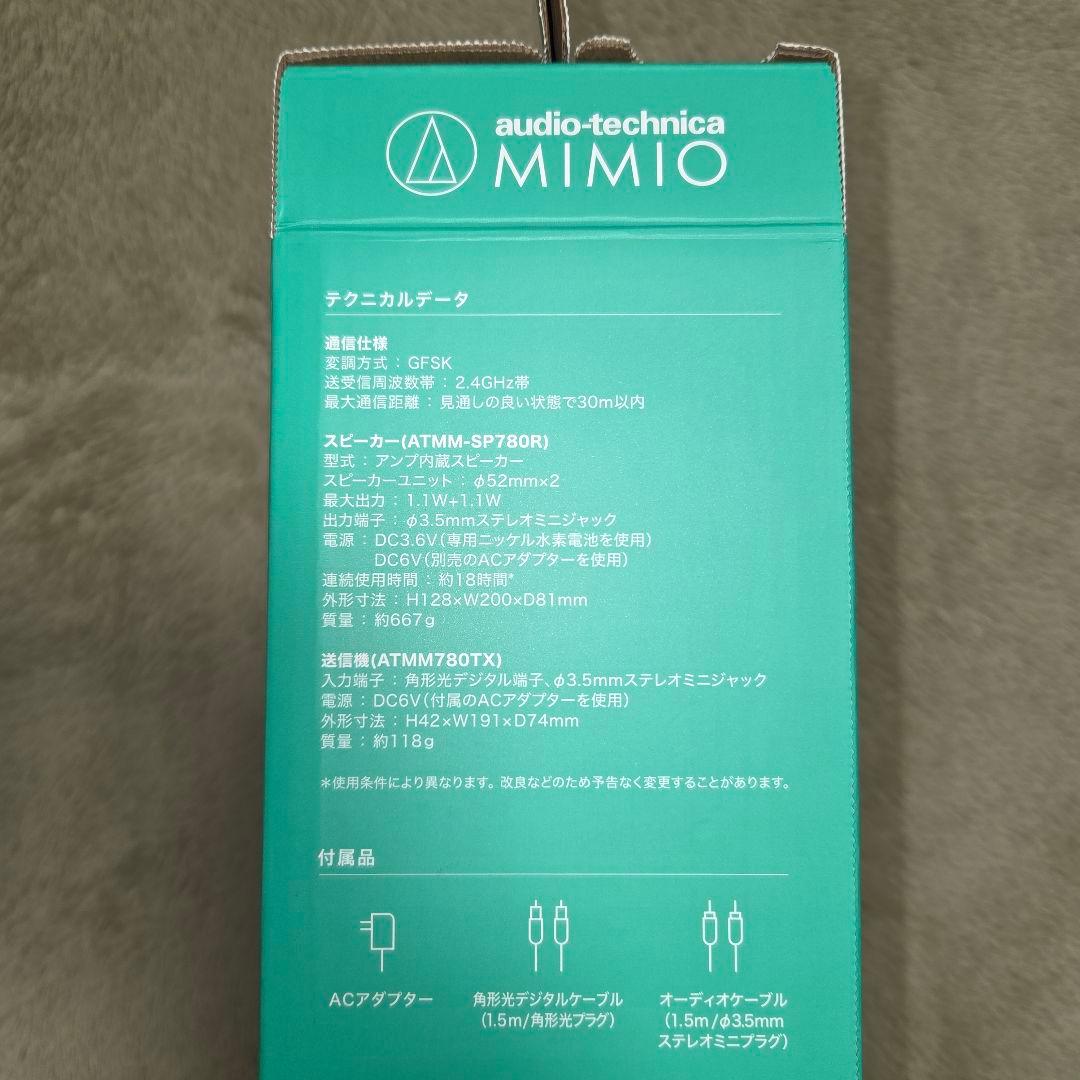 audio-technica
MIMIO
テクニカルデータ
通信仕様
変調方式：GFSK
送受信周波数帯：2.4GHz帯
最大通信距離：見通しの良い状態で30m以内
スピーカー(ATMM-SP780R)
型式：アンプ内蔵スピーカー
スピーカーユニット：φ52mm×2
最大出力：1.1W+1.1W
出力端子：φ3.5mmステレオミニジャック
電源：DC3.6V(専用ニッケル水素電池を使用)
DC6V(別売のACアダプターを使用)
連続使用時間：約18時間*
外形寸法：H128×W200×D81mm
質量：約667g
送信機(ATMM780TX)
入力端子：角形光デジタル端子、φ3.5mmステレオミニジャック
電源：DC6V(付属のACアダプターを使用)
外形寸法：H42×W191×D74mm
質量：約118g
*使用条件により異なります。改良などのため予告なく変更することがあります。
付属品
ACアダプター
角形光デジタルケーブル
(1.5m/角形光プラグ)
オーディオケーブル
(1.5m/φ3.5mm
ステレオミニプラグ)